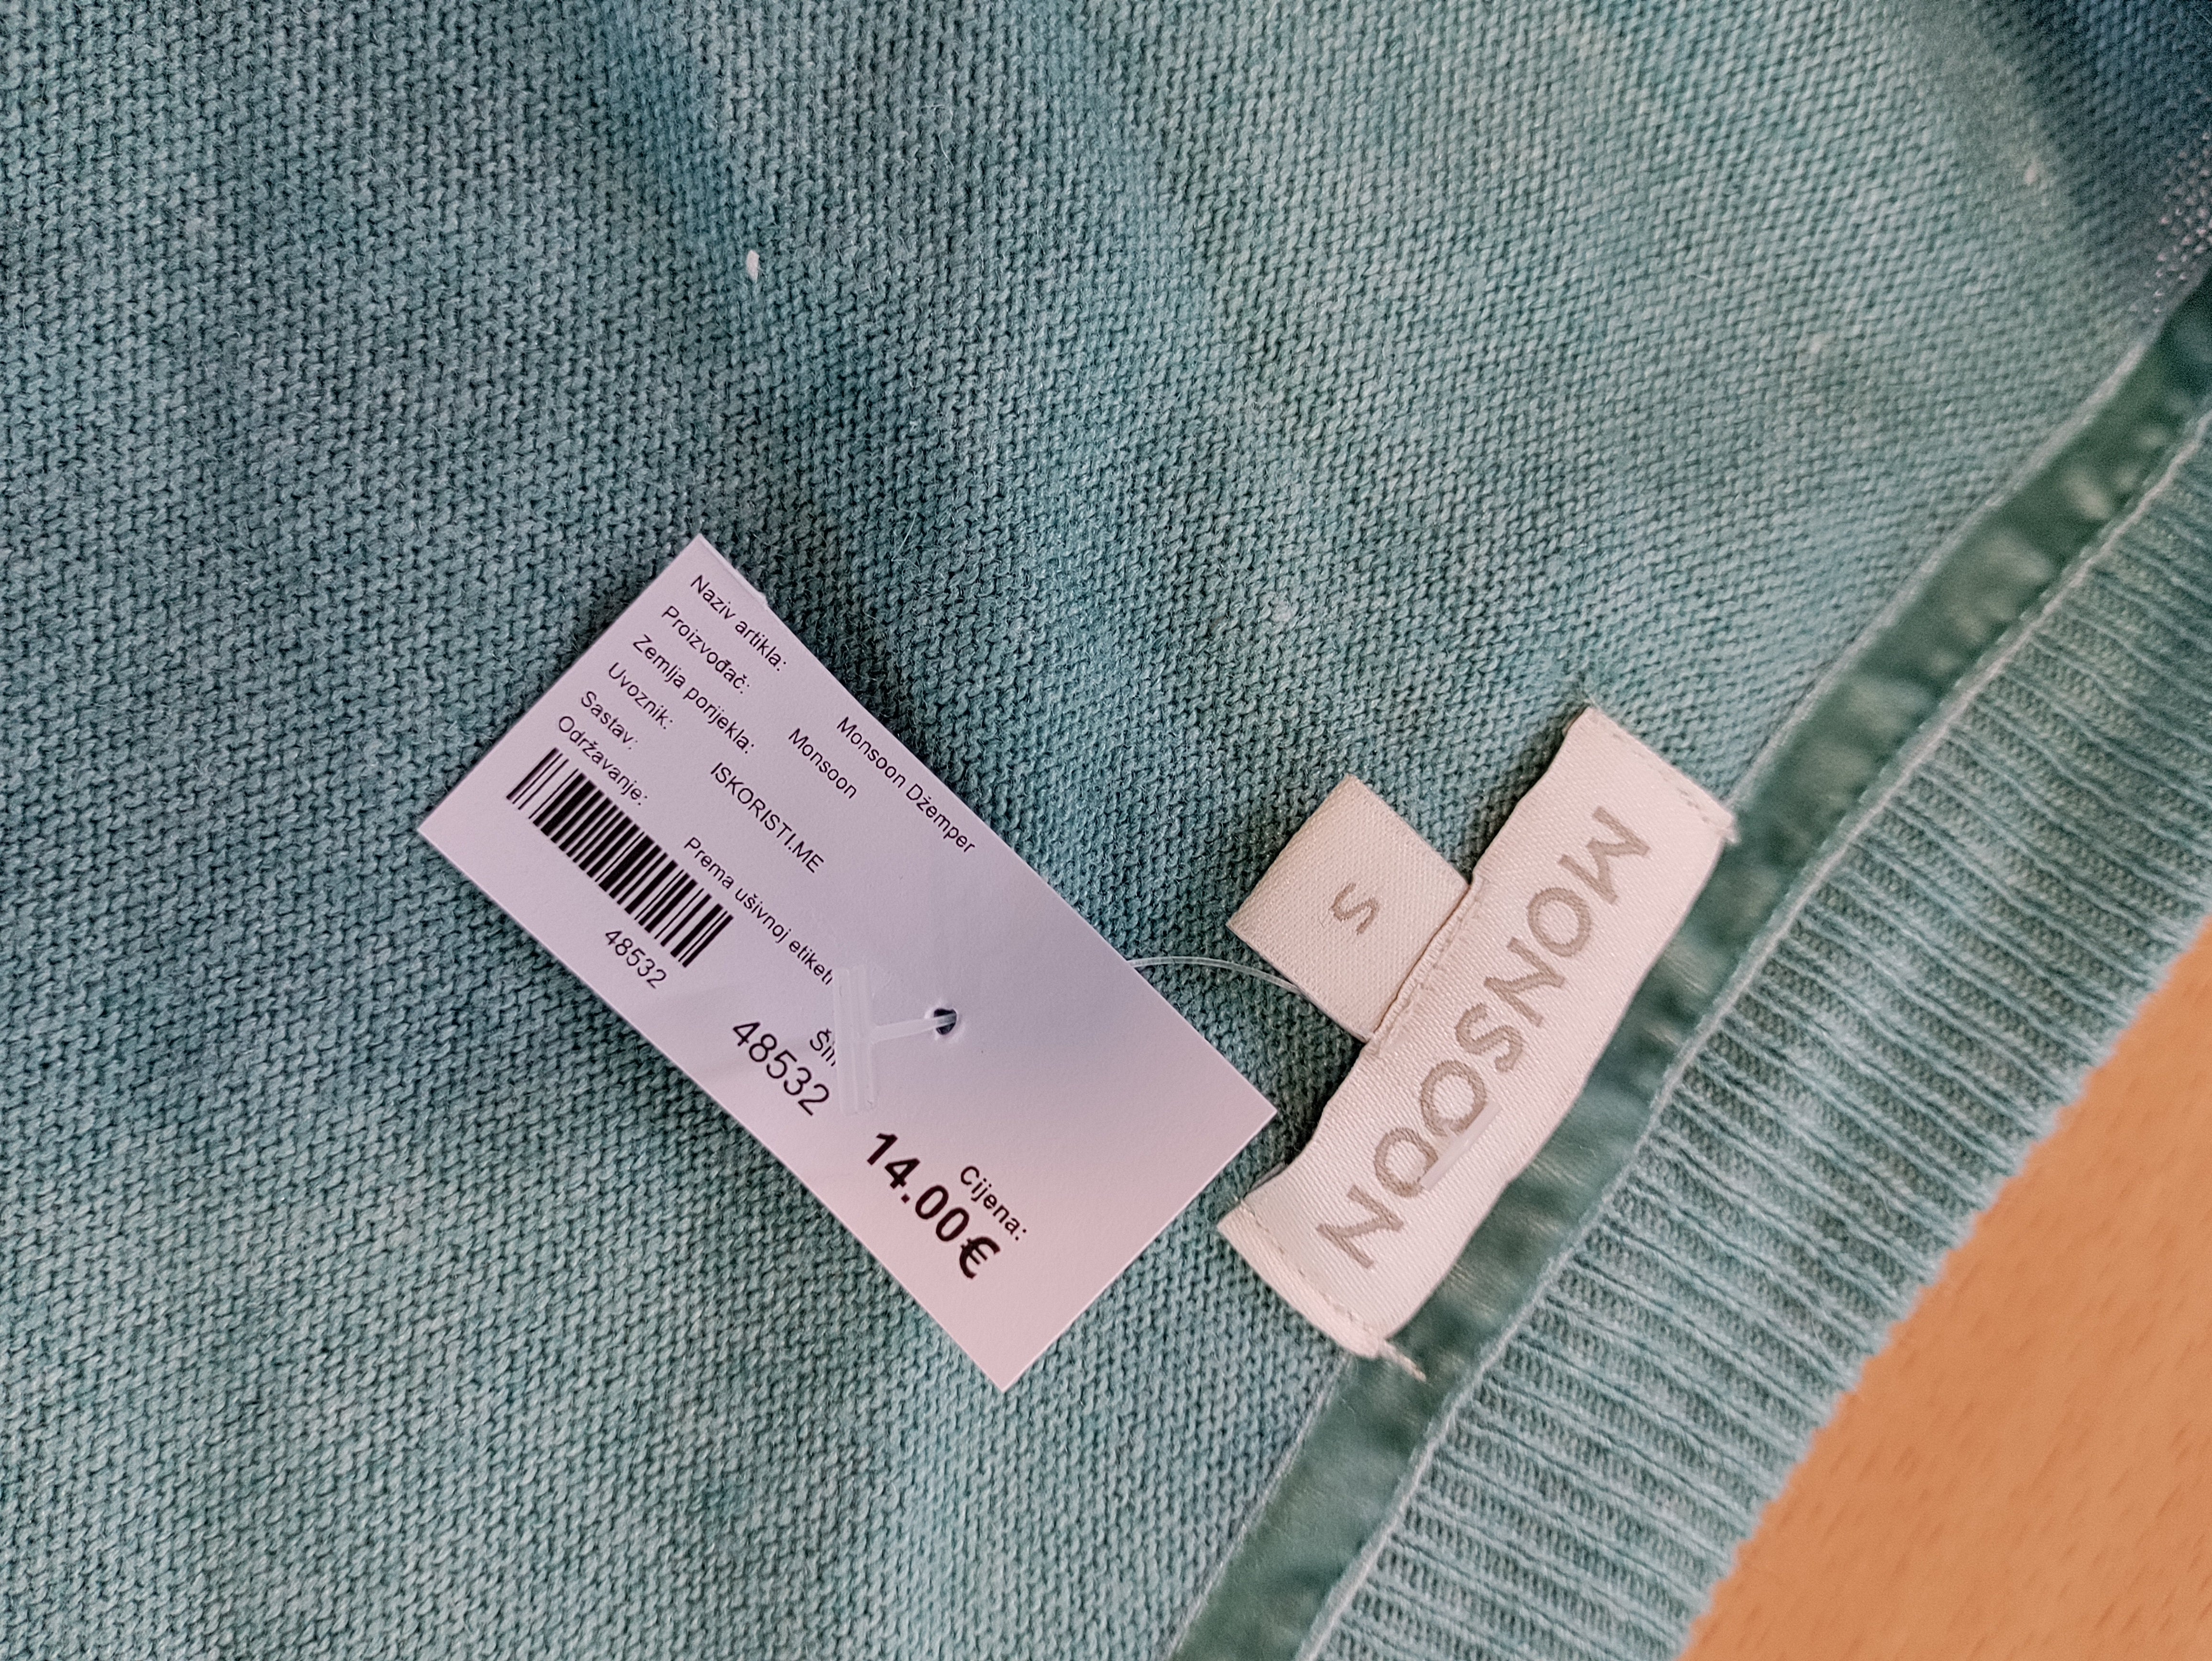 Naziv artikla: Monsoon Džemper
Proizvođač: Monsoon
Zemlja porijekla:
Uvoznik: ISKORISTI.ME
Sastav:
Održavanje: Prema ušivnoj
48532
48532
Cijena:
14.00€
S
MONSOON